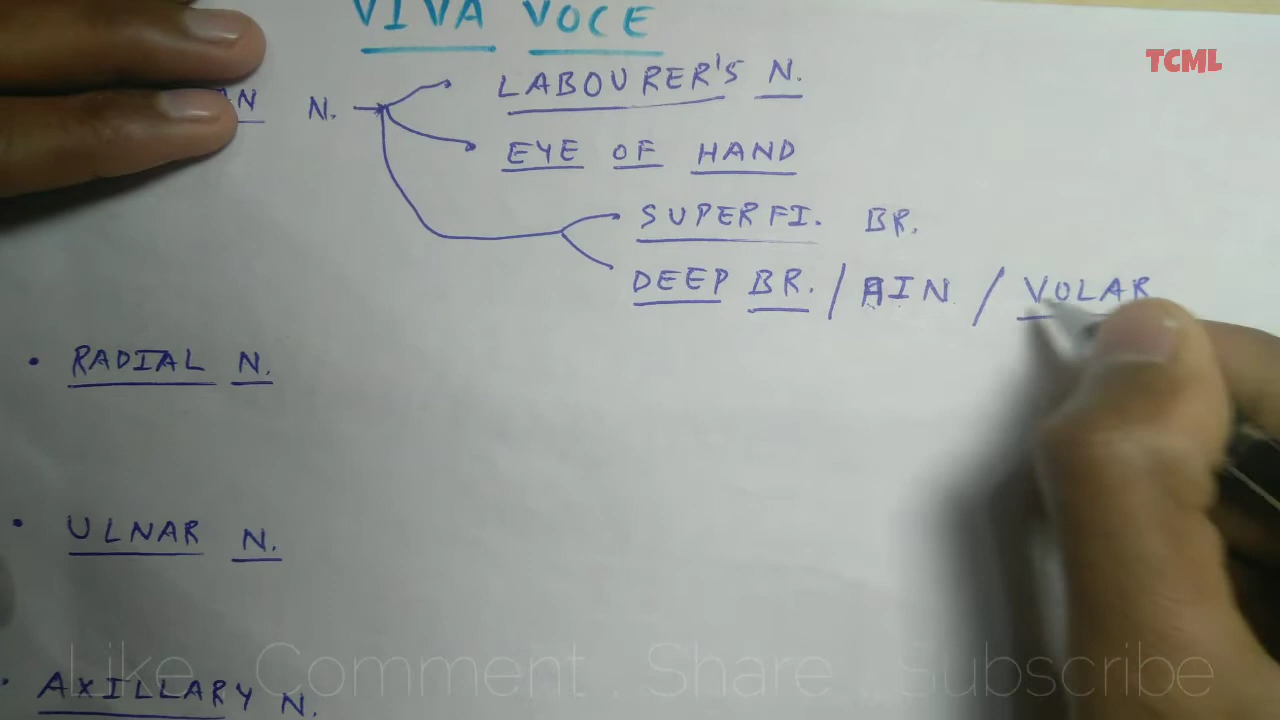 VIVA VOCE
TCML
LABOURER'S N.
AN N.
EYE OF HAND
SUPERFI. BR.
DEEP BR. / AIN / VOLAR
• RADIAL N.
• ULNAR N.
• AXILLARY N.
Like Comment Share Subscribe